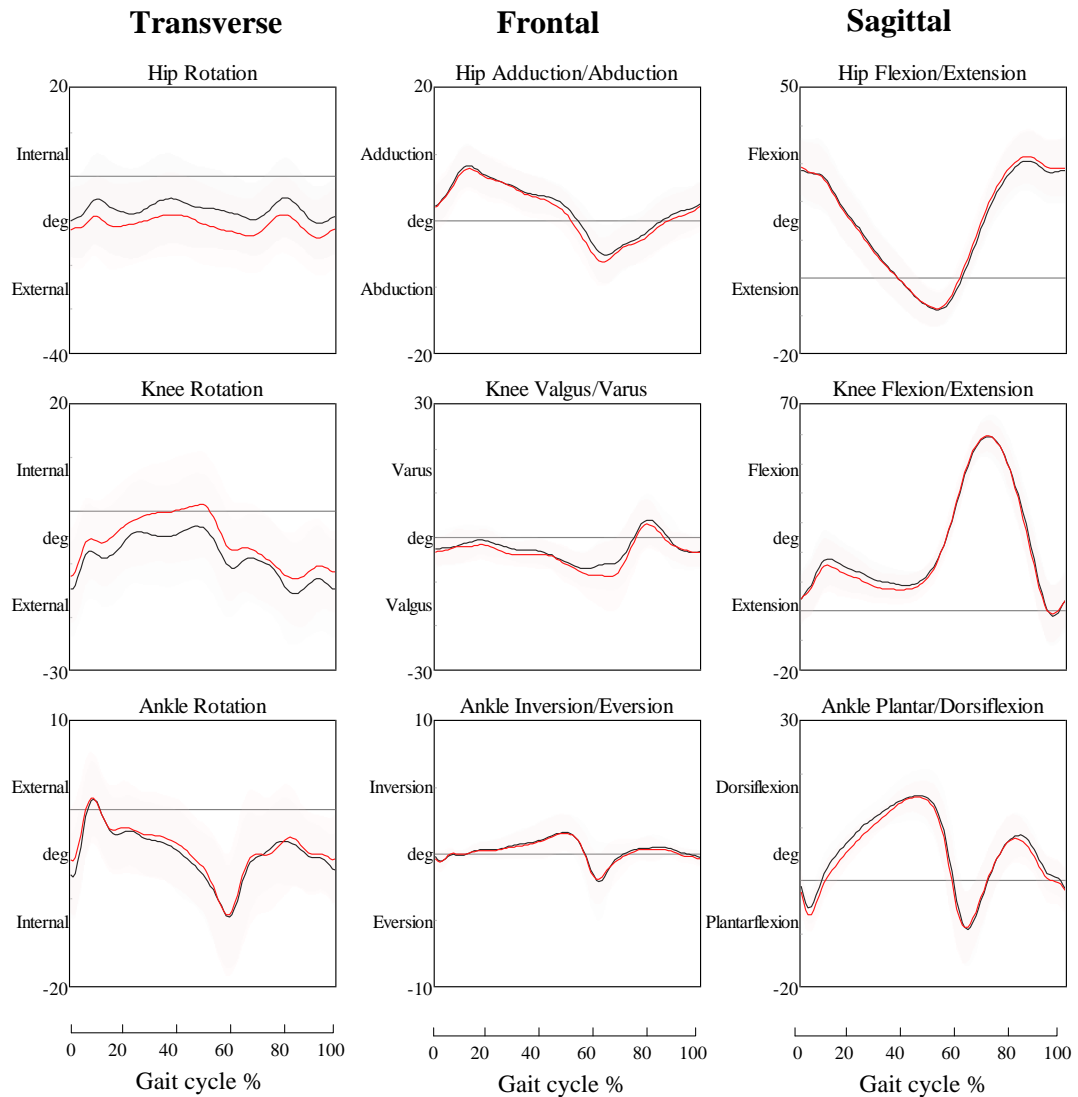 Transverse Frontal Sagittal
Hip Rotation Hip Adduction/Abduction Hip Flexion/Extension
20 20 50
Internal Adduction Flexion
deg deg deg
External Abduction Extension
-40 -20 -20
Knee Rotation Knee Valgus/Varus Knee Flexion/Extension
20 30 70
Internal Varus Flexion
deg deg deg
External Valgus Extension
-30 -30 -20
Ankle Rotation Ankle Inversion/Eversion Ankle Plantar/Dorsiflexion
10 10 30
External Inversion Dorsiflexion
deg deg deg
Internal Eversion Plantarflexion
-20 -10 -20
0 20 40 60 80 100 0 20 40 60 80 100 0 20 40 60 80 100
Gait cycle % Gait cycle % Gait cycle %